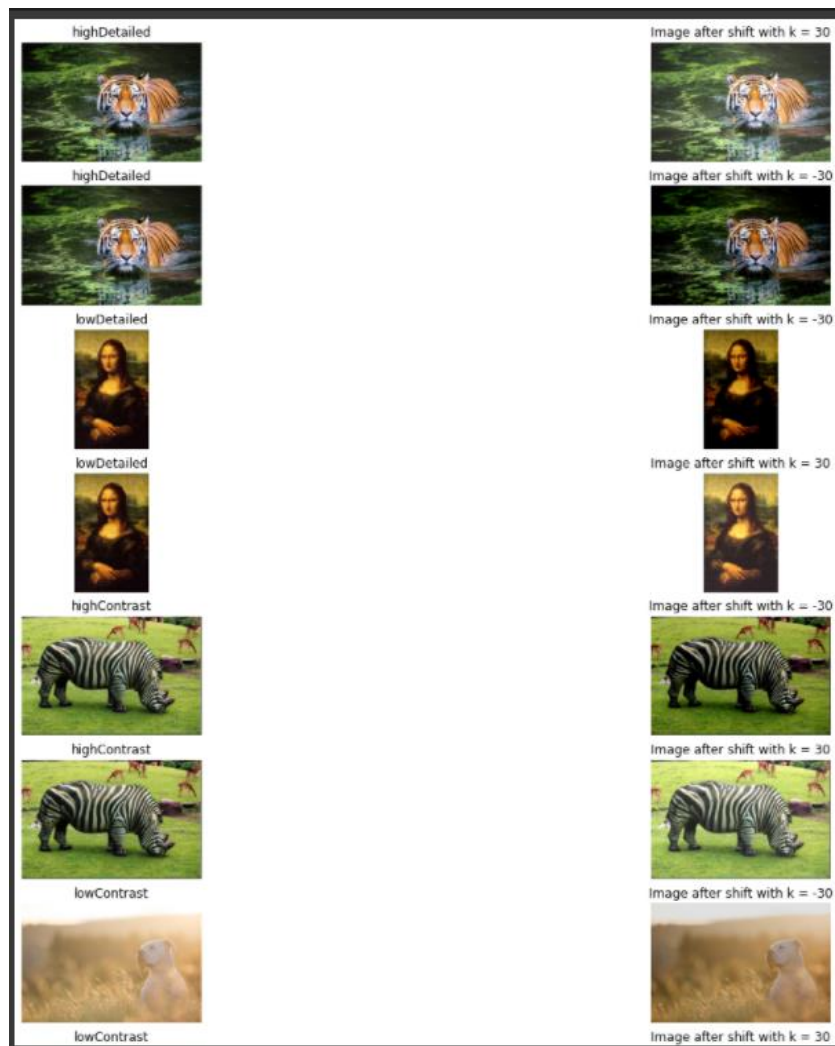 highDetailed
Image after shift with k = 30
highDetailed
Image after shift with k = -30
lowDetailed
Image after shift with k = -30
lowDetailed
Image after shift with k = 30
highContrast
Image after shift with k = -30
highContrast
Image after shift with k = 30
lowContrast
Image after shift with k = -30
lowContrast
Image after shift with k = 30